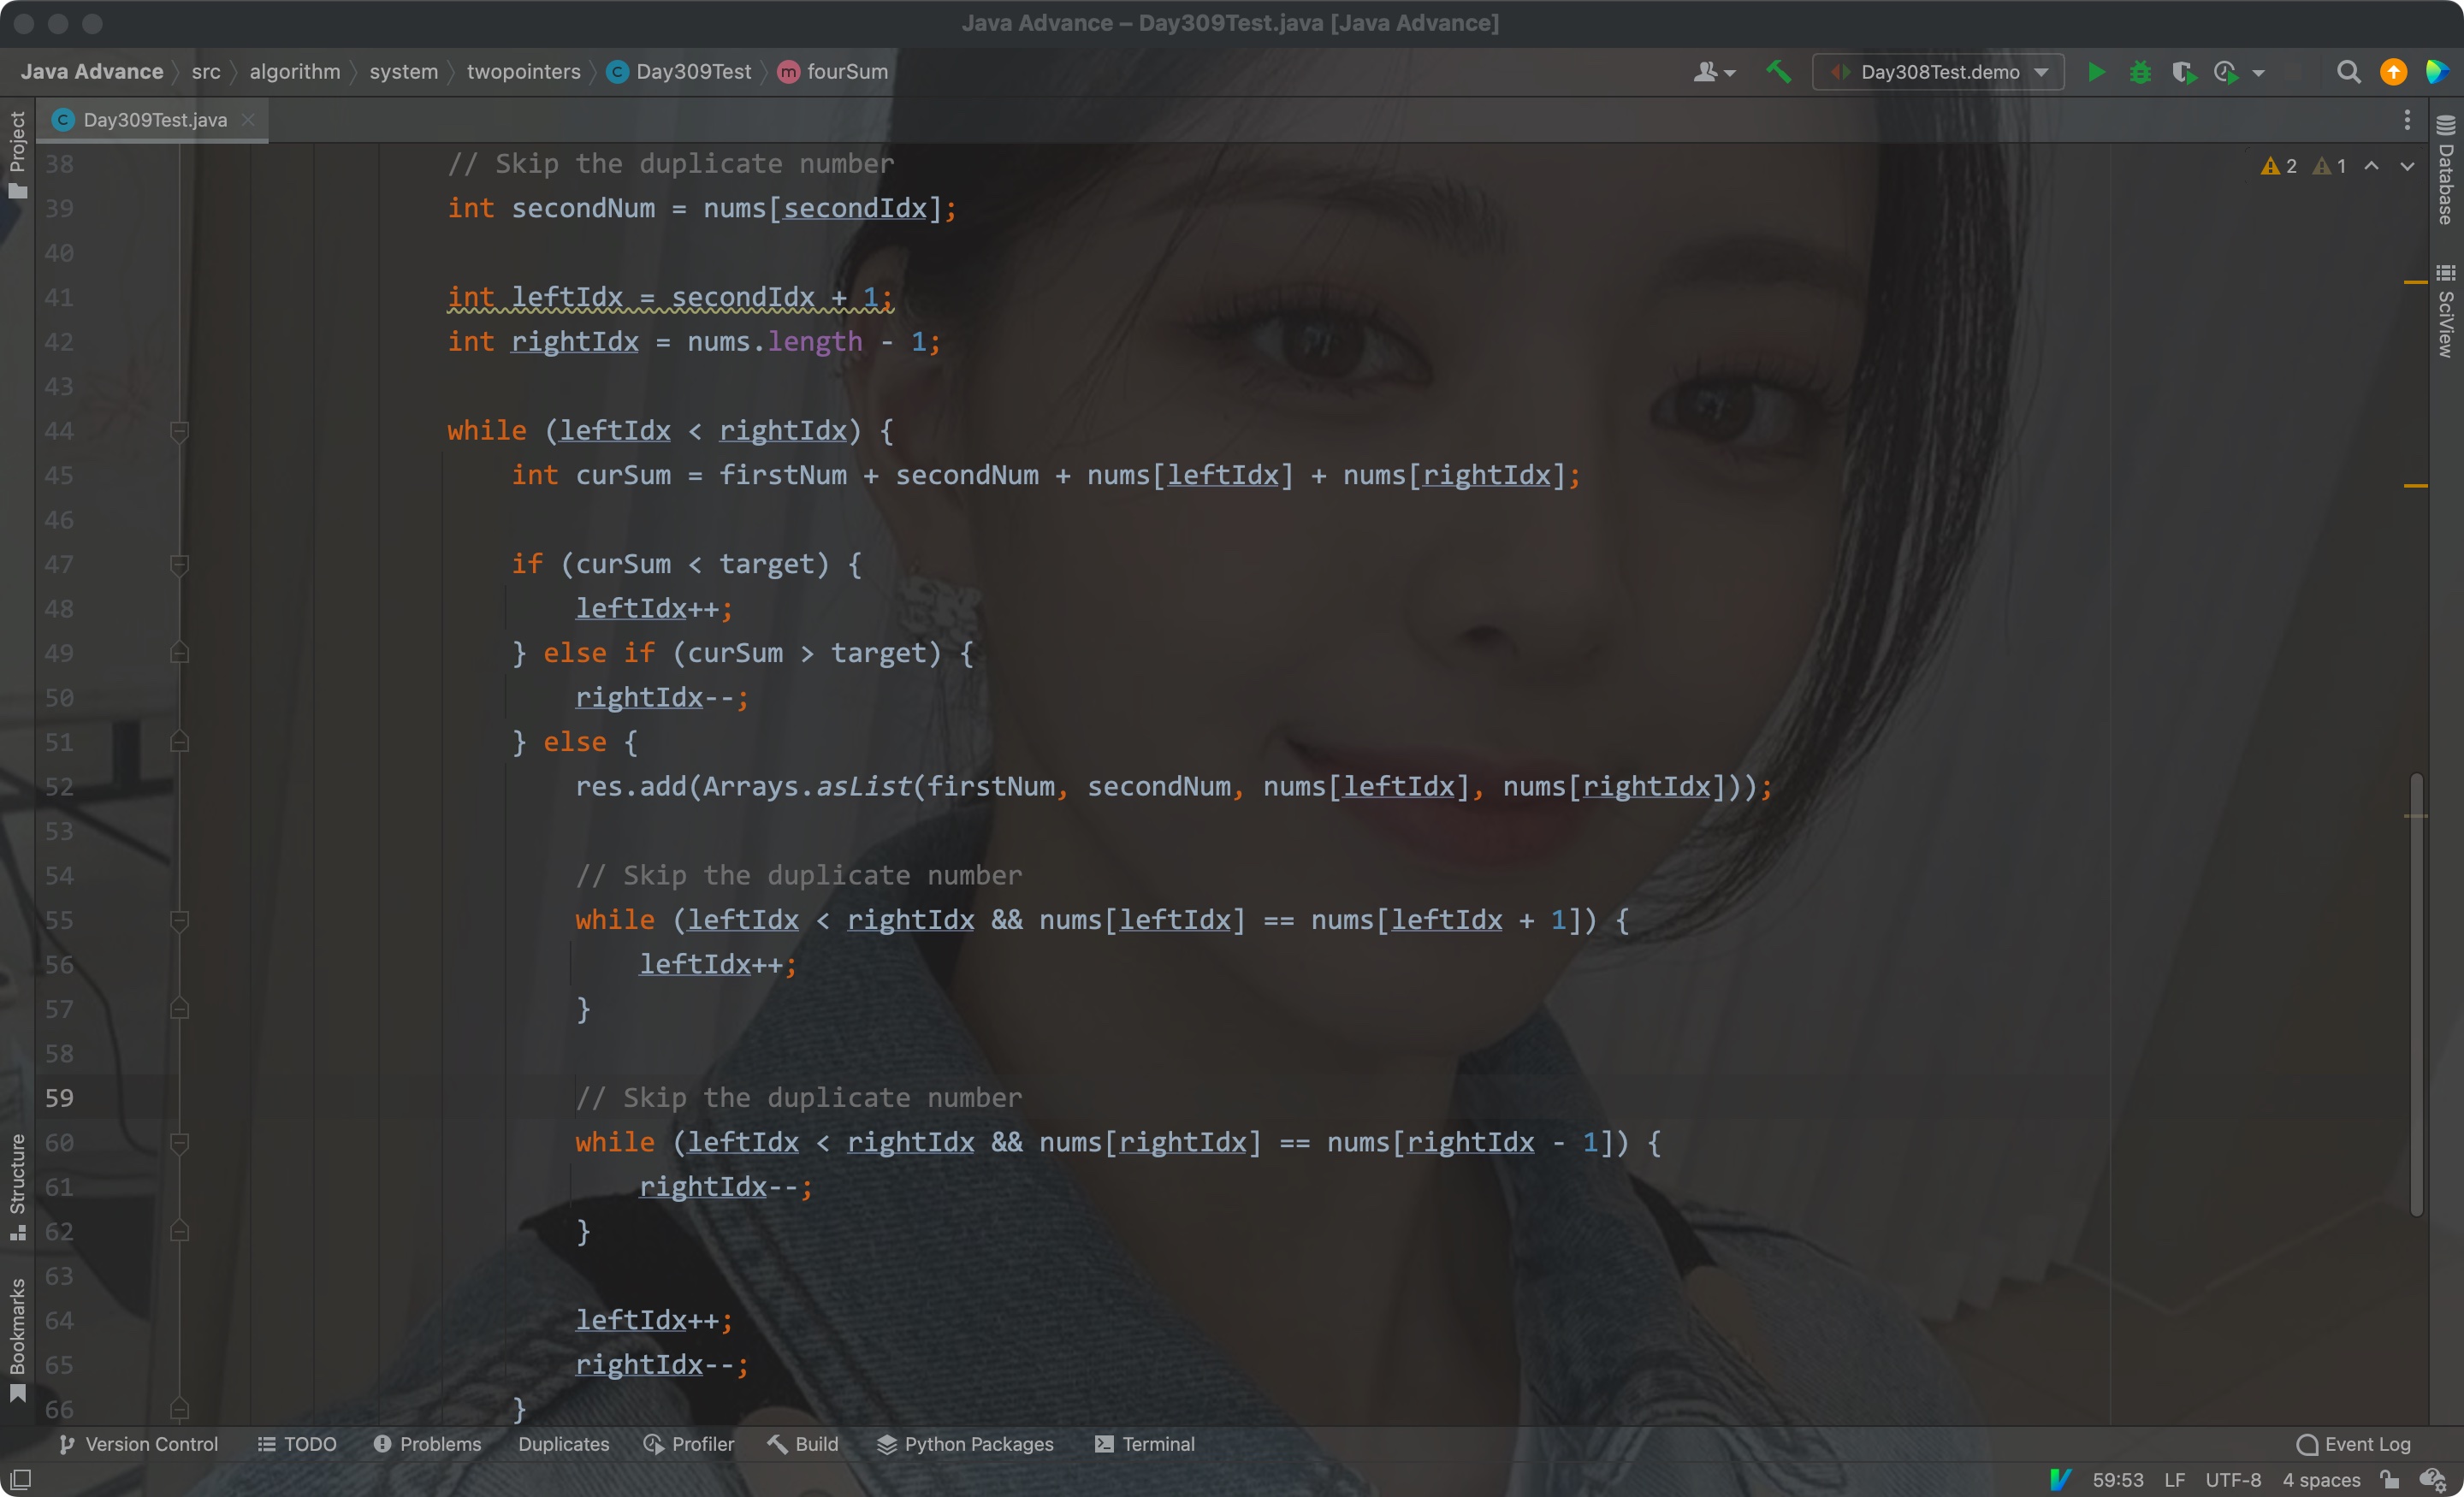 Java Advance – Day309Test.java [Java Advance]
Java Advance src algorithm system twopointers C Day309Test m fourSum Day308Test.demo
Project
C Day309Test.java
2 1
Database
SciView
38 // Skip the duplicate number
39 int secondNum = nums[secondIdx];
40
41 int leftIdx = secondIdx + 1;
42 int rightIdx = nums.length - 1;
43
44 while (leftIdx < rightIdx) {
45 int curSum = firstNum + secondNum + nums[leftIdx] + nums[rightIdx];
46
47 if (curSum < target) {
48 leftIdx++;
49 } else if (curSum > target) {
50 rightIdx--;
51 } else {
52 res.add(Arrays.asList(firstNum, secondNum, nums[leftIdx], nums[rightIdx]));
53
54 // Skip the duplicate number
55 while (leftIdx < rightIdx && nums[leftIdx] == nums[leftIdx + 1]) {
56 leftIdx++;
57 }
58
59 // Skip the duplicate number
60 while (leftIdx < rightIdx && nums[rightIdx] == nums[rightIdx - 1]) {
61 rightIdx--;
62 }
63
64 leftIdx++;
65 rightIdx--;
66 }
Structure
Bookmarks
Version Control TODO Problems Duplicates Profiler Build Python Packages Terminal Event Log
59:53 LF UTF-8 4 spaces